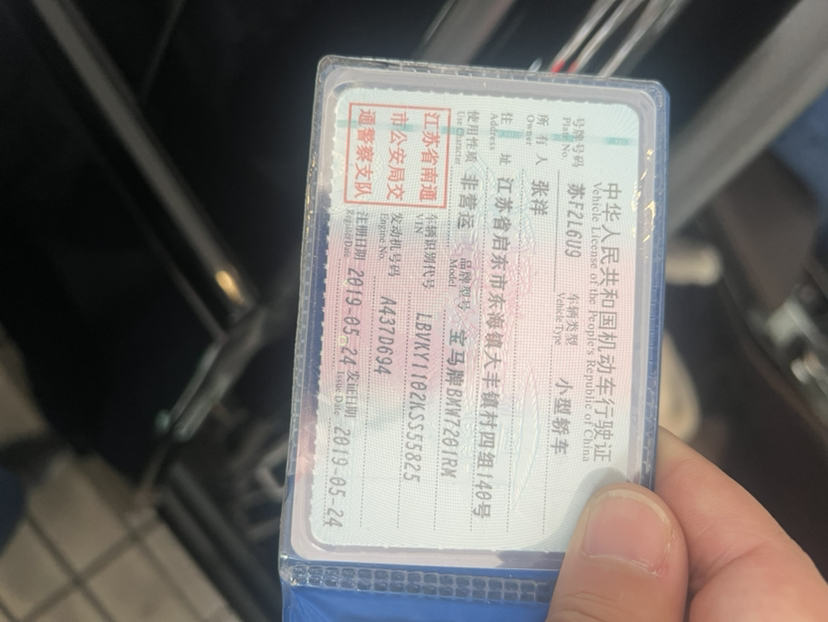 中华人民共和国机动车行驶证
Vehicle License of the People's Republic of China
号牌号码 苏F2L6U9 车辆类型 小型轿车
Plate No. Vehicle Type
所有人 张洋
Owner
住址 江苏省启东市东海镇大丰镇村四组140号
Address
使用性质 非营运 品牌型号 宝马牌BMW7201RM
Use Character Model
江苏省南通
市公安局交
通警察支队
车辆识别代号 LBVKY1102KSS55825
VIN
发动机号码 A437D694
Engine No.
注册日期 2019-05-24 发证日期 2019-05-24
Register Date Issue Date